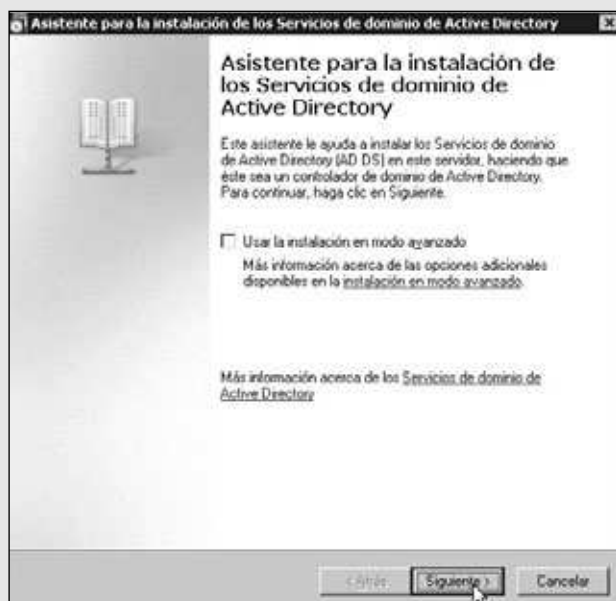 Asistente para la instalación de los Servicios de dominio de Active Directory
Asistente para la instalación de
los Servicios de dominio de
Active Directory
Este asistente le ayuda a instalar los Servicios de dominio
de Active Directory (AD DS) en este servidor, haciendo que
éste sea un controlador de dominio de Active Directory.
Para continuar, haga clic en Siguiente.
Usar la instalación en modo avanzado
Más información acerca de las opciones adicionales
disponibles en la instalación en modo avanzado.
Más información acerca de los Servicios de dominio de
Active Directory
< Atrás
Siguiente >
Cancelar